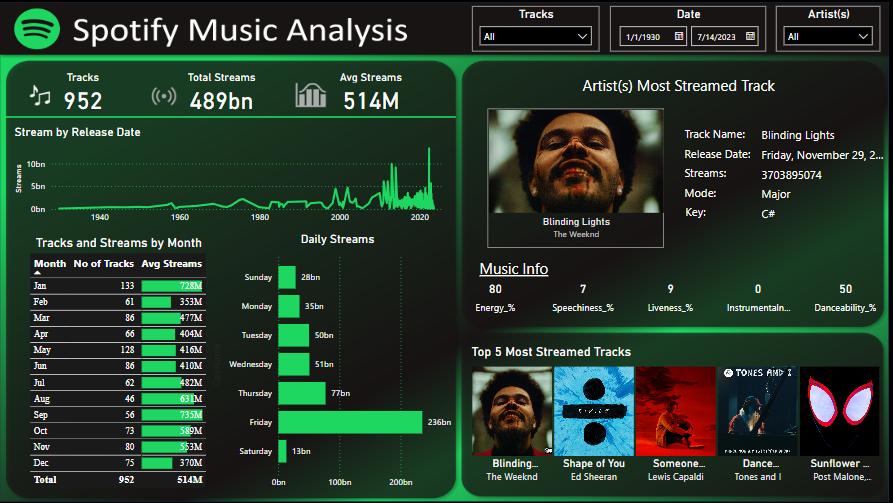 Spotify Music Analysis
Tracks
All
Date
1/1/1930
7/14/2023
Artist(s)
All
Tracks
952
Total Streams
489bn
Avg Streams
514M
Stream by Release Date
Streams
10bn
5bn
0bn
1940 1960 1980 2000 2020
Tracks and Streams by Month
Month No of Tracks Avg Streams
Jan 133 728M
Feb 61 353M
Mar 86 477M
Apr 66 404M
May 128 416M
Jun 86 410M
Jul 62 482M
Aug 46 631M
Sep 56 735M
Oct 73 589M
Nov 80 553M
Dec 75 370M
Total 952 514M
Daily Streams
Sunday 28bn
Monday 35bn
Tuesday 50bn
Wednesday 51bn
Thursday 77bn
Friday 236bn
Saturday 13bn
0bn 100bn 200bn
Artist(s) Most Streamed Track
Blinding Lights
The Weeknd
Track Name: Blinding Lights
Release Date: Friday, November 29, 2...
Streams: 3703895074
Mode: Major
Key: C#
Music Info
80 7 9 0 50
Energy_% Speechiness_% Liveness_% Instrumentaln... Danceability_%
Top 5 Most Streamed Tracks
TONES AND I
Blinding... Shape of You Someone... Dance... Sunflower ...
The Weeknd Ed Sheeran Lewis Capaldi Tones and I Post Malone,...